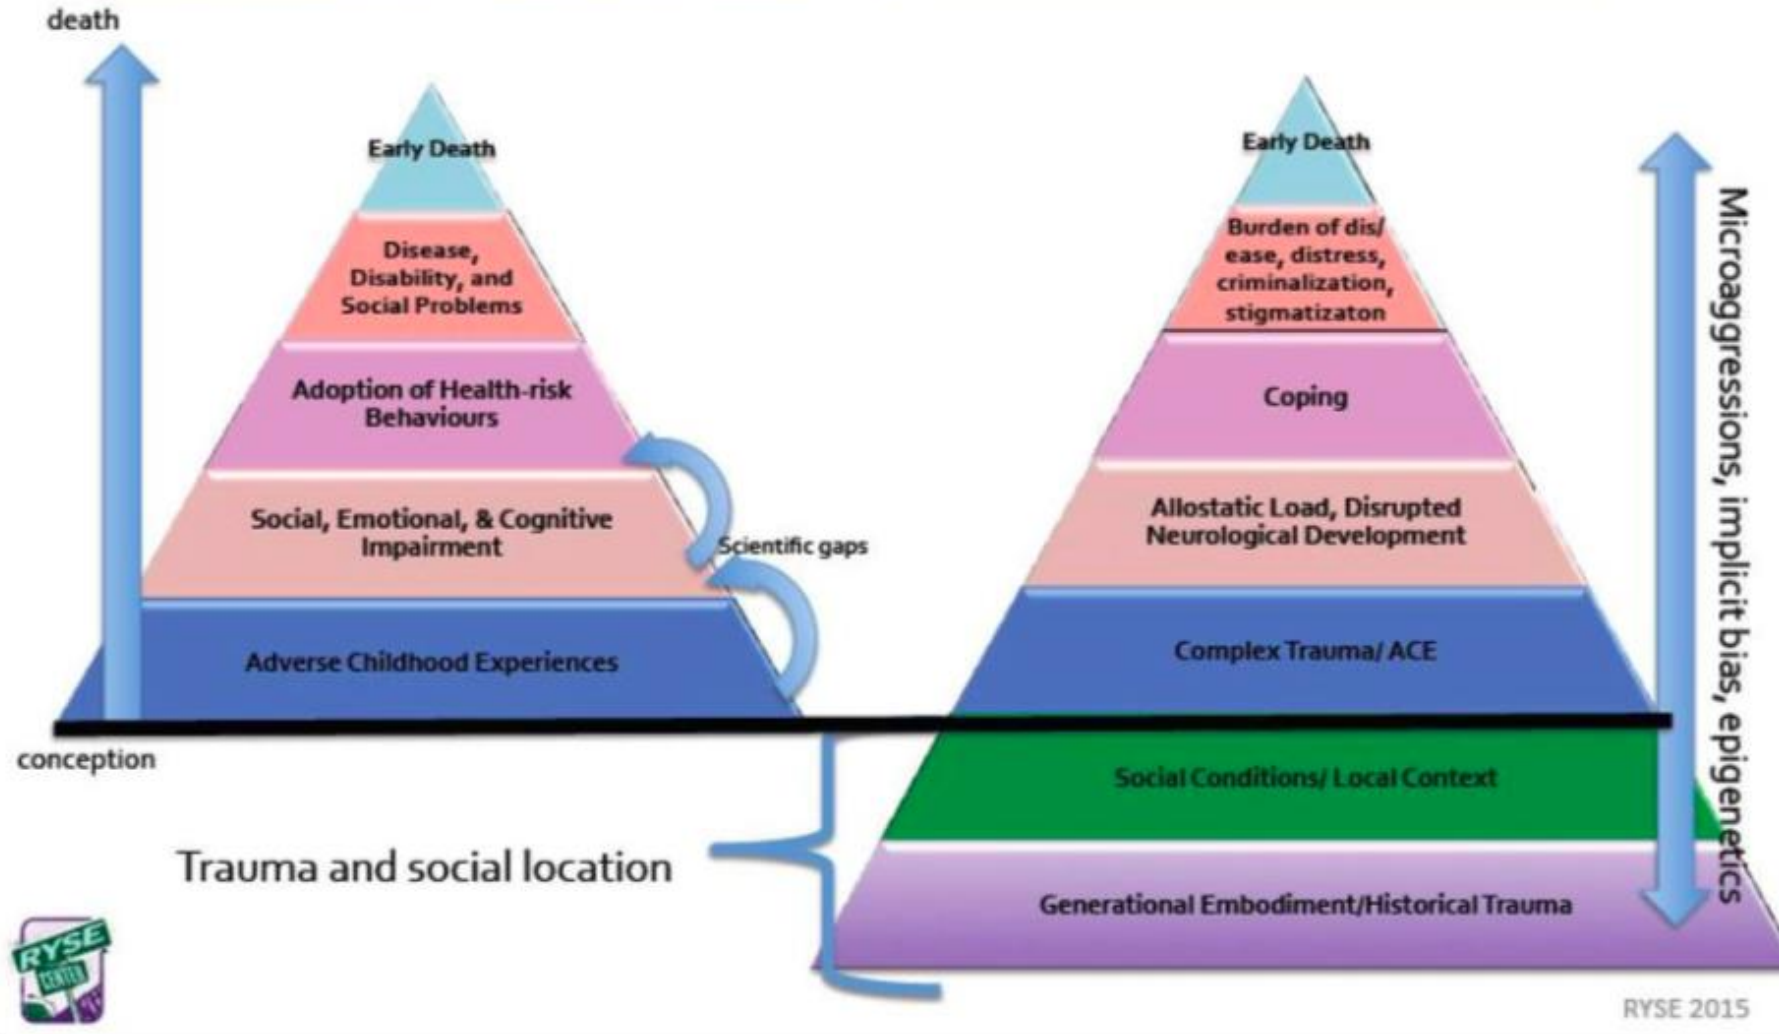 death
Early Death
Disease,
Disability, and
Social Problems
Adoption of Health-risk
Behaviours
Social, Emotional, & Cognitive
Impairment
Scientific gaps
Adverse Childhood Experiences
conception
Early Death
Burden of dis/
ease, distress,
criminalization,
stigmatizaton
Coping
Allostatic Load, Disrupted
Neurological Development
Complex Trauma/ ACE
Social Conditions/ Local Context
Generational Embodiment/Historical Trauma
Microaggressions, implicit bias, epigenetics
Trauma and social location
RYSE
CENTER
RYSE 2015